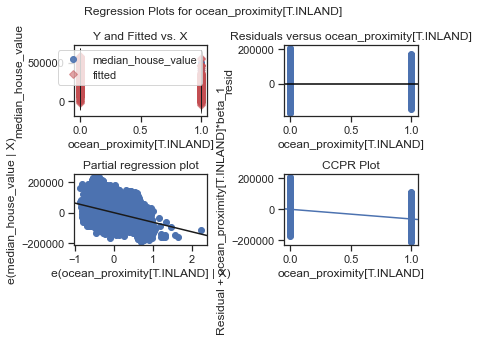 Regression Plots for ocean_proximity[T.INLAND]
Y and Fitted vs. X
median_house_value
500000
0
median_house_value
fitted
0.0 0.5 1.0
ocean_proximity[T.INLAND]
Residuals versus ocean_proximity[T.INLAND]
resid
200000
0
0.0 0.5 1.0
ocean_proximity[T.INLAND]
Partial regression plot
e(median_house_value | X)
200000
0
−200000
−1 0 1 2
e(ocean_proximity[T.INLAND] | X)
CCPR Plot
Residual + ocean_proximity[T.INLAND]*beta_1
200000
0
−200000
0.0 0.5 1.0
ocean_proximity[T.INLAND]